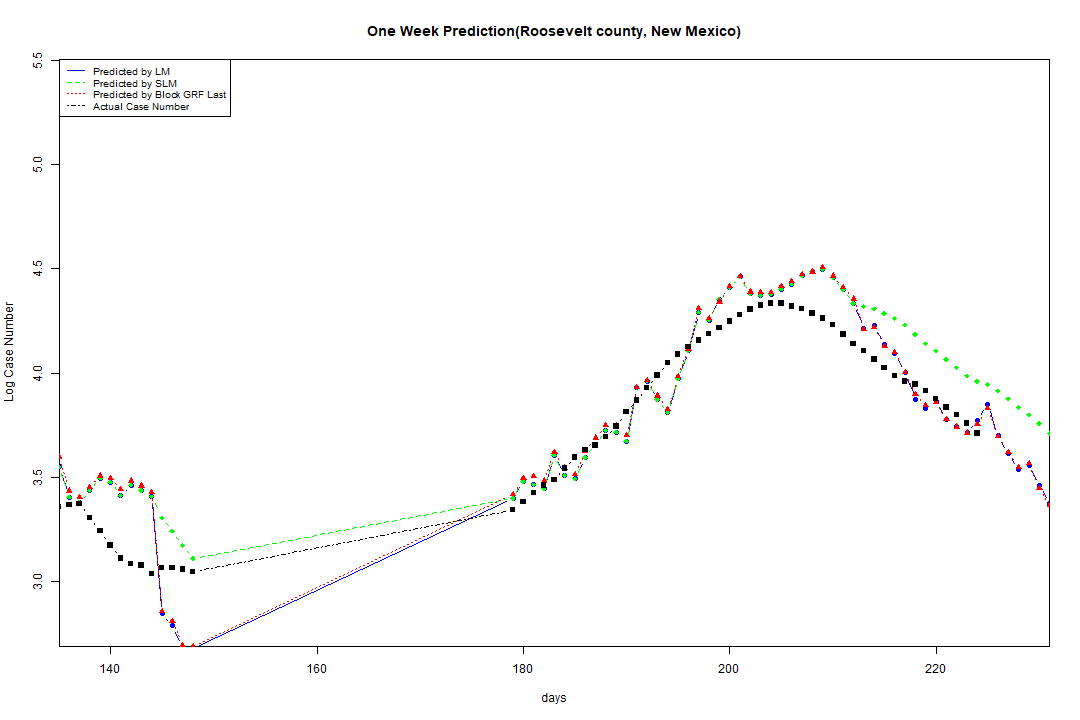 One Week Prediction(Roosevelt county, New Mexico)
Predicted by LM
Predicted by SLM
Predicted by Block GRF Last
Actual Case Number
5.5
5.0
4.5
4.0
3.5
3.0
Log Case Number
140 160 180 200 220
days